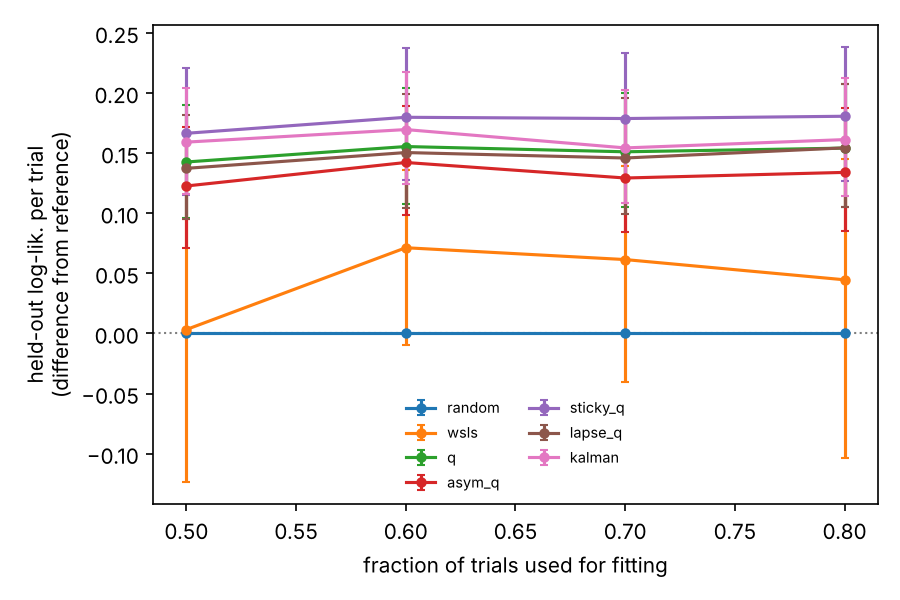 0.25
0.20
0.15
0.10
0.05
0.00
−0.05
−0.10
held-out log-lik. per trial
(difference from reference)
random
wsls
q
asym_q
sticky_q
lapse_q
kalman
0.50 0.55 0.60 0.65 0.70 0.75 0.80
fraction of trials used for fitting